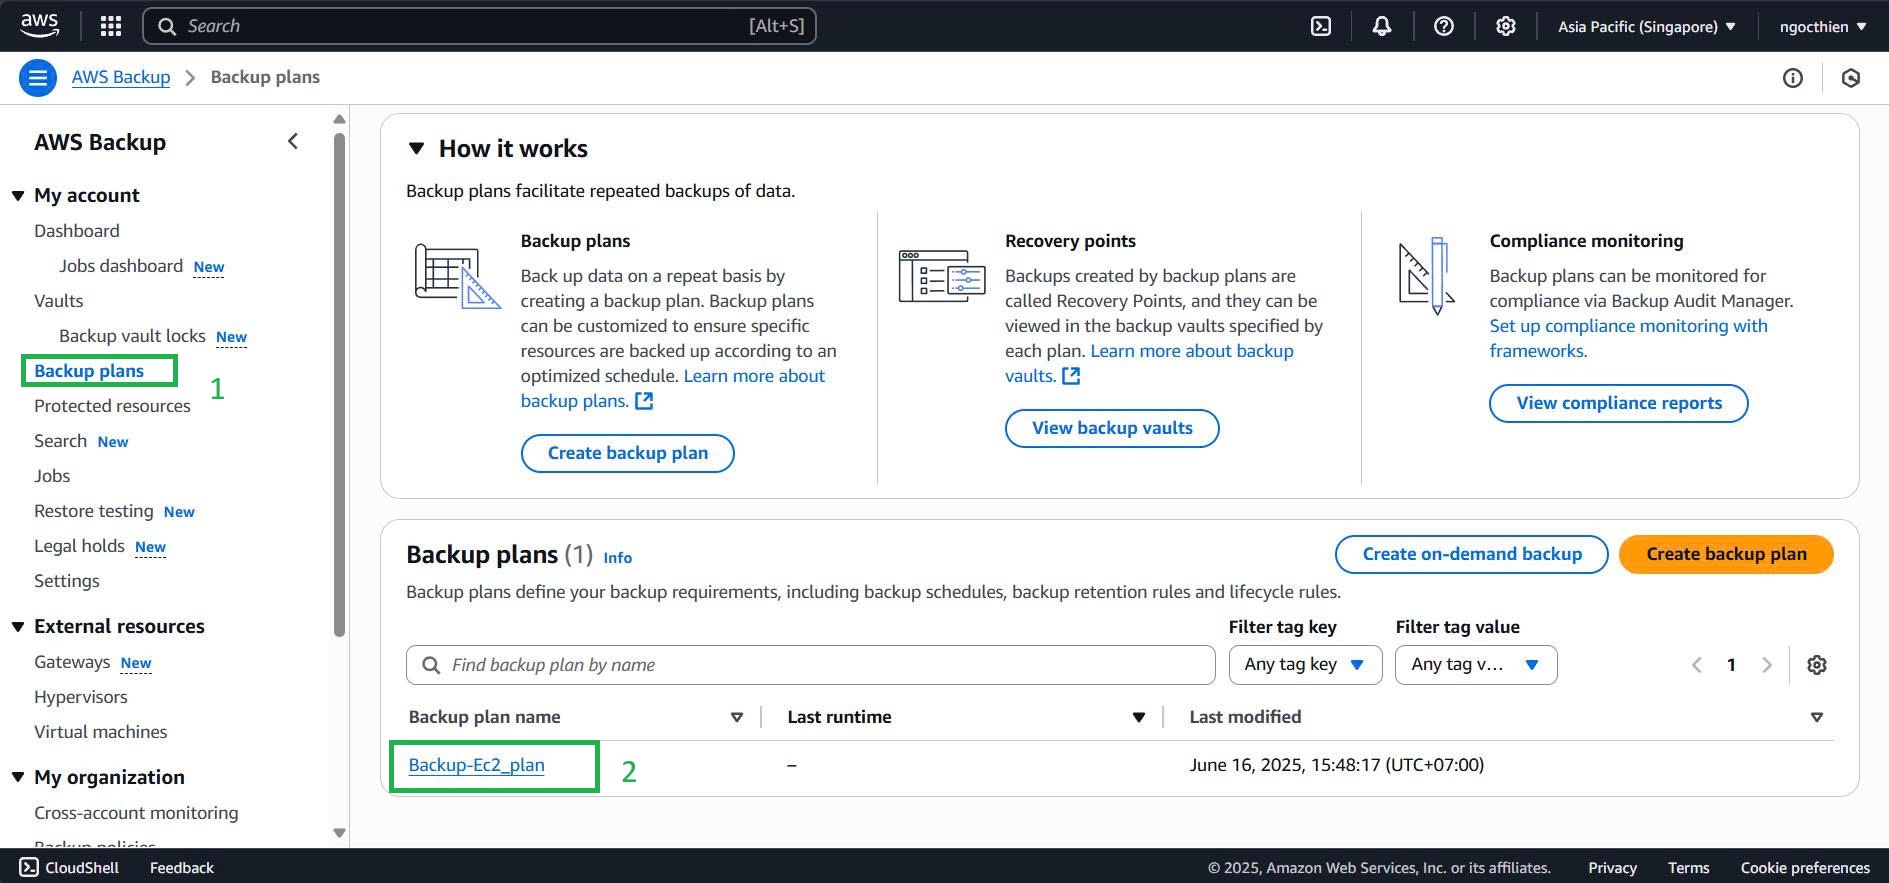 aws
Search [Alt+S]
Asia Pacific (Singapore) ngocthien
AWS Backup Backup plans
AWS Backup
My account
Dashboard
Jobs dashboard New
Vaults
Backup vault locks New
Backup plans
1
Protected resources
Search New
Jobs
Restore testing New
Legal holds New
Settings
External resources
Gateways New
Hypervisors
Virtual machines
My organization
Cross-account monitoring
Backup policies
How it works
Backup plans facilitate repeated backups of data.
Backup plans
Back up data on a repeat basis by
creating a backup plan. Backup plans
can be customized to ensure specific
resources are backed up according to an
optimized schedule. Learn more about
backup plans.
Create backup plan
Recovery points
Backups created by backup plans are
called Recovery Points, and they can be
viewed in the backup vaults specified by
each plan. Learn more about backup
vaults.
View backup vaults
Compliance monitoring
Backup plans can be monitored for
compliance via Backup Audit Manager.
Set up compliance monitoring with
frameworks.
View compliance reports
Backup plans (1) Info
Create on-demand backup Create backup plan
Backup plans define your backup requirements, including backup schedules, backup retention rules and lifecycle rules.
Filter tag key Filter tag value
Find backup plan by name Any tag key Any tag v... 1
Backup plan name Last runtime Last modified
Backup-Ec2_plan 2 – June 16, 2025, 15:48:17 (UTC+07:00)
CloudShell Feedback © 2025, Amazon Web Services, Inc. or its affiliates. Privacy Terms Cookie preferences